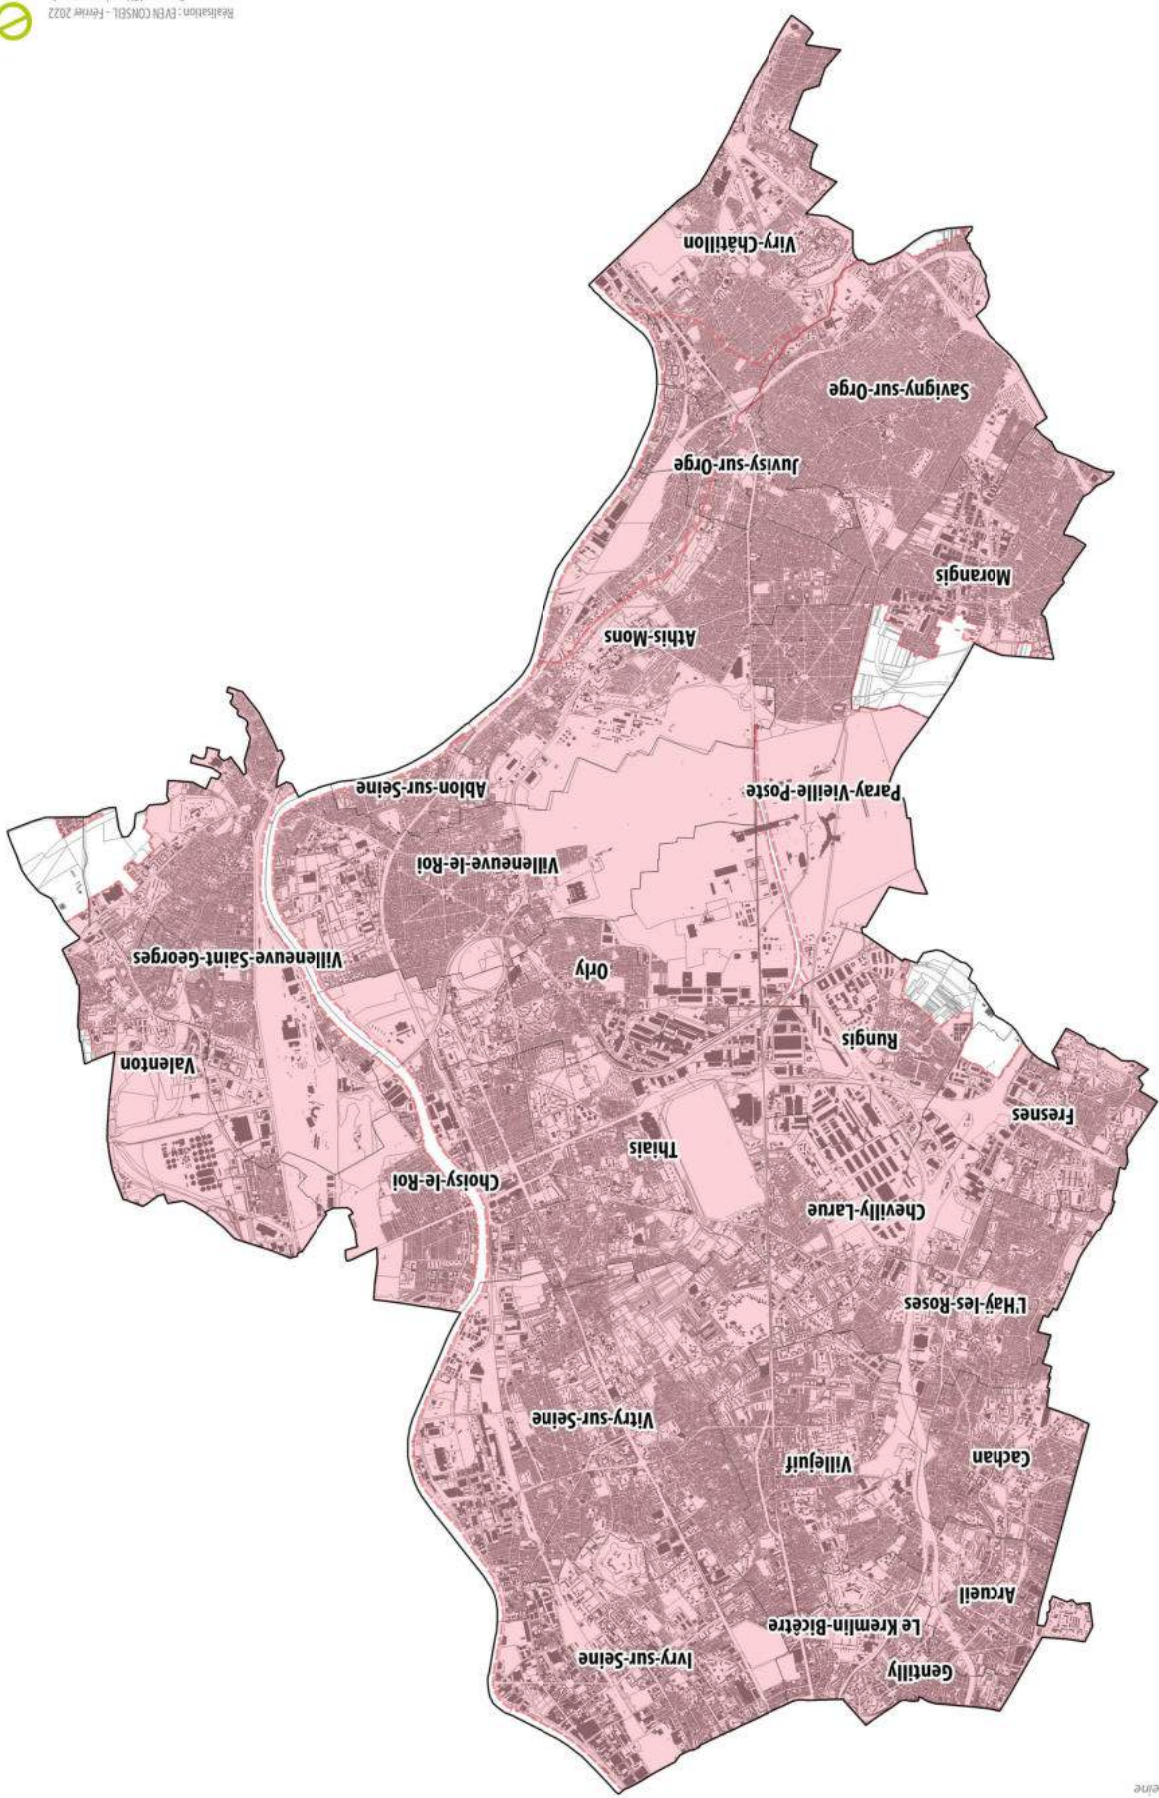 eine
Gentilly
Ivry-sur-Seine
Le Kremlin-Bicêtre
Arcueil
Cachan
Villejuif
Vitry-sur-Seine
L'Haÿ-les-Roses
Chevilly-Larue
Choisy-le-Roi
Thiais
Fresnes
Valenton
Rungis
Orly
Villeneuve-Saint-Georges
Villeneuve-le-Roi
Paray-Vieille-Poste
Ablon-sur-Seine
Athis-Mons
Morangis
Juvisy-sur-Orge
Savigny-sur-Orge
Viry-Châtillon
Réalisation : EVEN CONSEIL - Février 2022